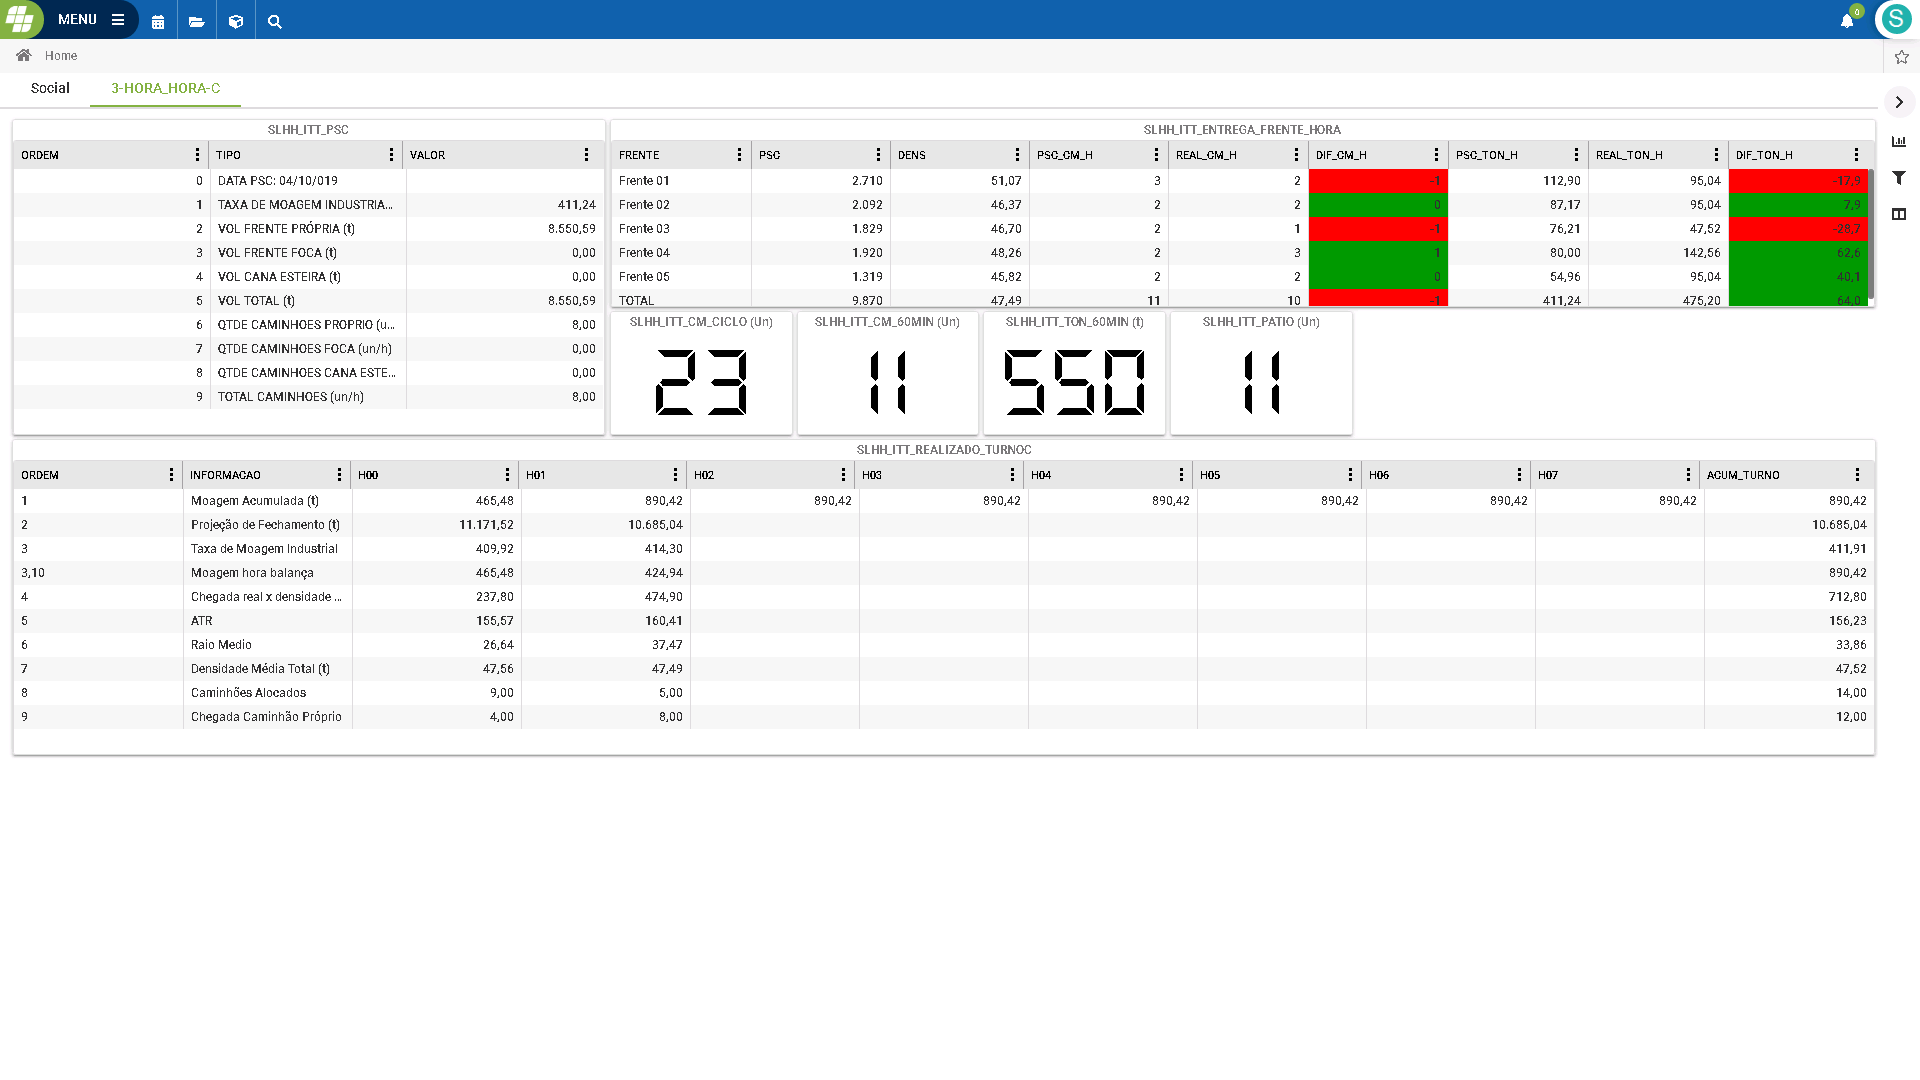 MENU
0
S
Home
Social 3-HORA_HORA-C
SLHH_ITT_PSC
ORDEM TIPO VALOR
0 DATA PSC: 04/10/019
1 TAXA DE MOAGEM INDUSTRIA... 411,24
2 VOL FRENTE PRÓPRIA (t) 8.550,59
3 VOL FRENTE FOCA (t) 0,00
4 VOL CANA ESTEIRA (t) 0,00
5 VOL TOTAL (t) 8.550,59
6 QTDE CAMINHOES PROPRIO (u... 8,00
7 QTDE CAMINHOES FOCA (un/h) 0,00
8 QTDE CAMINHOES CANA ESTE... 0,00
9 TOTAL CAMINHOES (un/h) 8,00
SLHH_ITT_ENTREGA_FRENTE_HORA
FRENTE PSC DENS PSC_CM_H REAL_CM_H DIF_CM_H PSC_TON_H REAL_TON_H DIF_TON_H
Frente 01 2.710 51,07 3 2 -1 112,90 95,04 -17,9
Frente 02 2.092 46,37 2 2 0 87,17 95,04 7,9
Frente 03 1.829 46,70 2 1 -1 76,21 47,52 -28,7
Frente 04 1.920 48,26 2 3 1 80,00 142,56 62,6
Frente 05 1.319 45,82 2 2 0 54,96 95,04 40,1
TOTAL 9.870 47,49 11 10 -1 411,24 475,20 64,0
SLHH_ITT_CM_CICLO (Un)
23
SLHH_ITT_CM_60MIN (Un)
11
SLHH_ITT_TON_60MIN (t)
550
SLHH_ITT_PATIO (Un)
11
SLHH_ITT_REALIZADO_TURNOC
ORDEM INFORMACAO H00 H01 H02 H03 H04 H05 H06 H07 ACUM_TURNO
1 Moagem Acumulada (t) 465,48 890,42 890,42 890,42 890,42 890,42 890,42 890,42 890,42
2 Projeção de Fechamento (t) 11.171,52 10.685,04 10.685,04
3 Taxa de Moagem Industrial 409,92 414,30 411,91
3,10 Moagem hora balança 465,48 424,94 890,42
4 Chegada real x densidade ... 237,80 474,90 712,80
5 ATR 155,57 160,41 156,23
6 Raio Medio 26,64 37,47 33,86
7 Densidade Média Total (t) 47,56 47,49 47,52
8 Caminhões Alocados 9,00 5,00 14,00
9 Chegada Caminhão Próprio 4,00 8,00 12,00